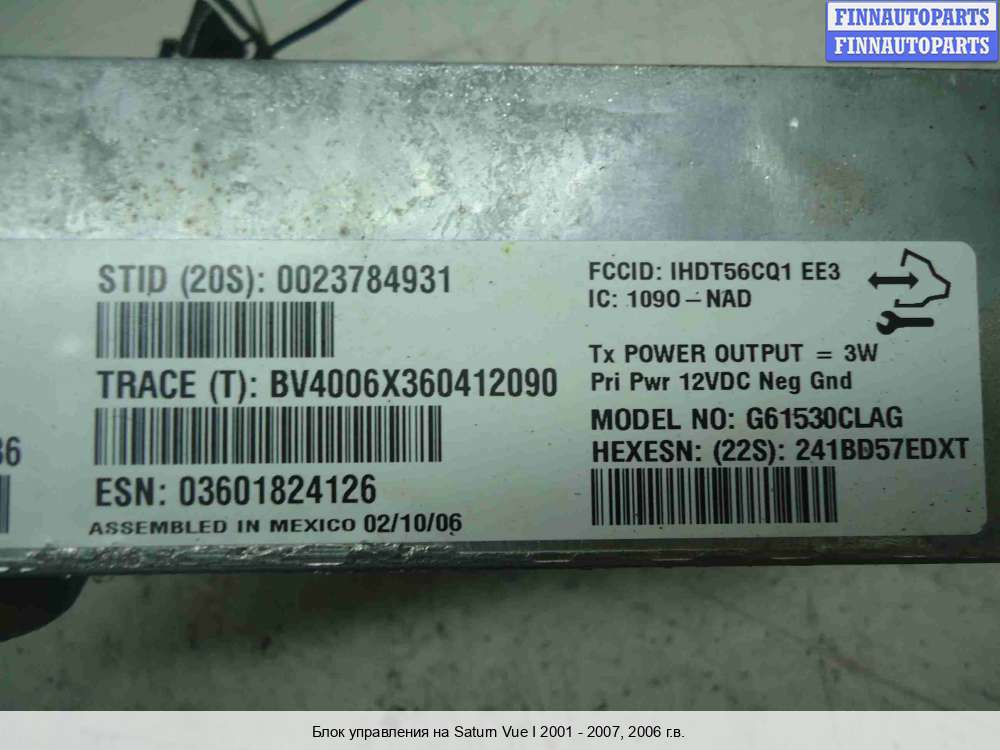 FINNAUTOPARTS
FINNAUTOPARTS
STID (20S): 0023784931
TRACE (T): BV4006X360412090
36
ESN: 03601824126
ASSEMBLED IN MEXICO 02/10/06
FCCID: IHDT56CQ1 EE3
IC: 1090 – NAD
Tx POWER OUTPUT = 3W
Pri Pwr 12VDC Neg Gnd
MODEL NO: G61530CLAG
HEXESN: (22S): 241BD57EDXT
Блок управления на Saturn Vue I 2001 - 2007, 2006 г.в.